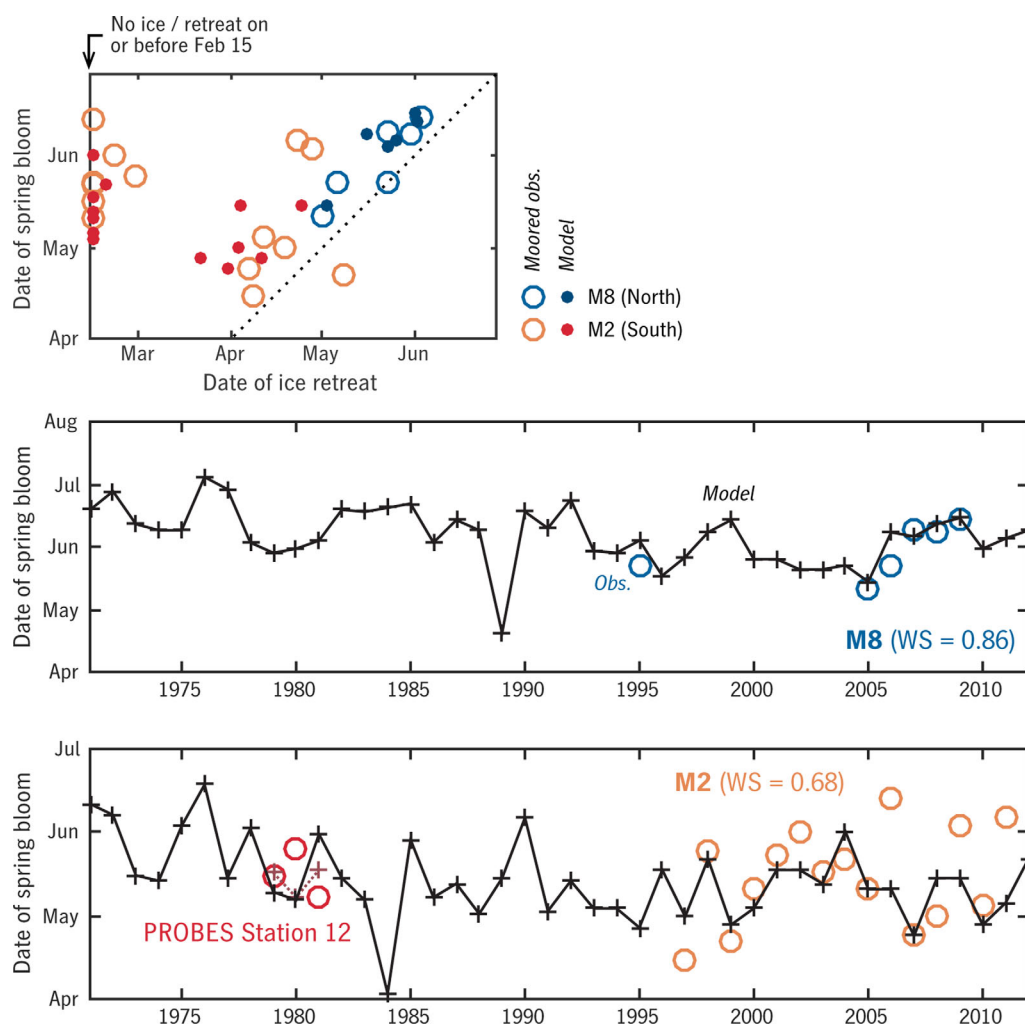 No ice / retreat on
or before Feb 15
Date of spring bloom
Jun
May
Apr
Mar
Apr
May
Jun
Date of ice retreat
Moored obs.
Model
M8 (North)
M2 (South)
Date of spring bloom
Aug
Jul
Jun
May
Apr
Model
Obs.
M8 (WS = 0.86)
1975
1980
1985
1990
1995
2000
2005
2010
Date of spring bloom
Jul
Jun
May
Apr
M2 (WS = 0.68)
PROBES Station 12
1975
1980
1985
1990
1995
2000
2005
2010